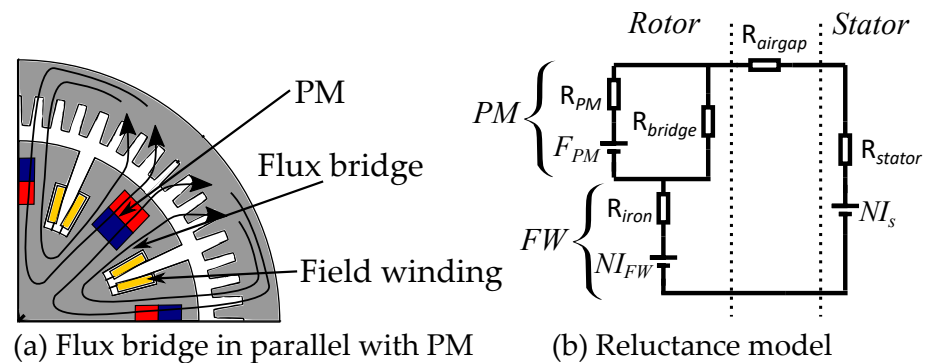 PM
Flux bridge
Field winding
(a) Flux bridge in parallel with PM
Rotor
R_airgap
Stator
PM
R_PM
R_bridge
F_PM
R_stator
FW
R_iron
NI_s
NI_FW
(b) Reluctance model